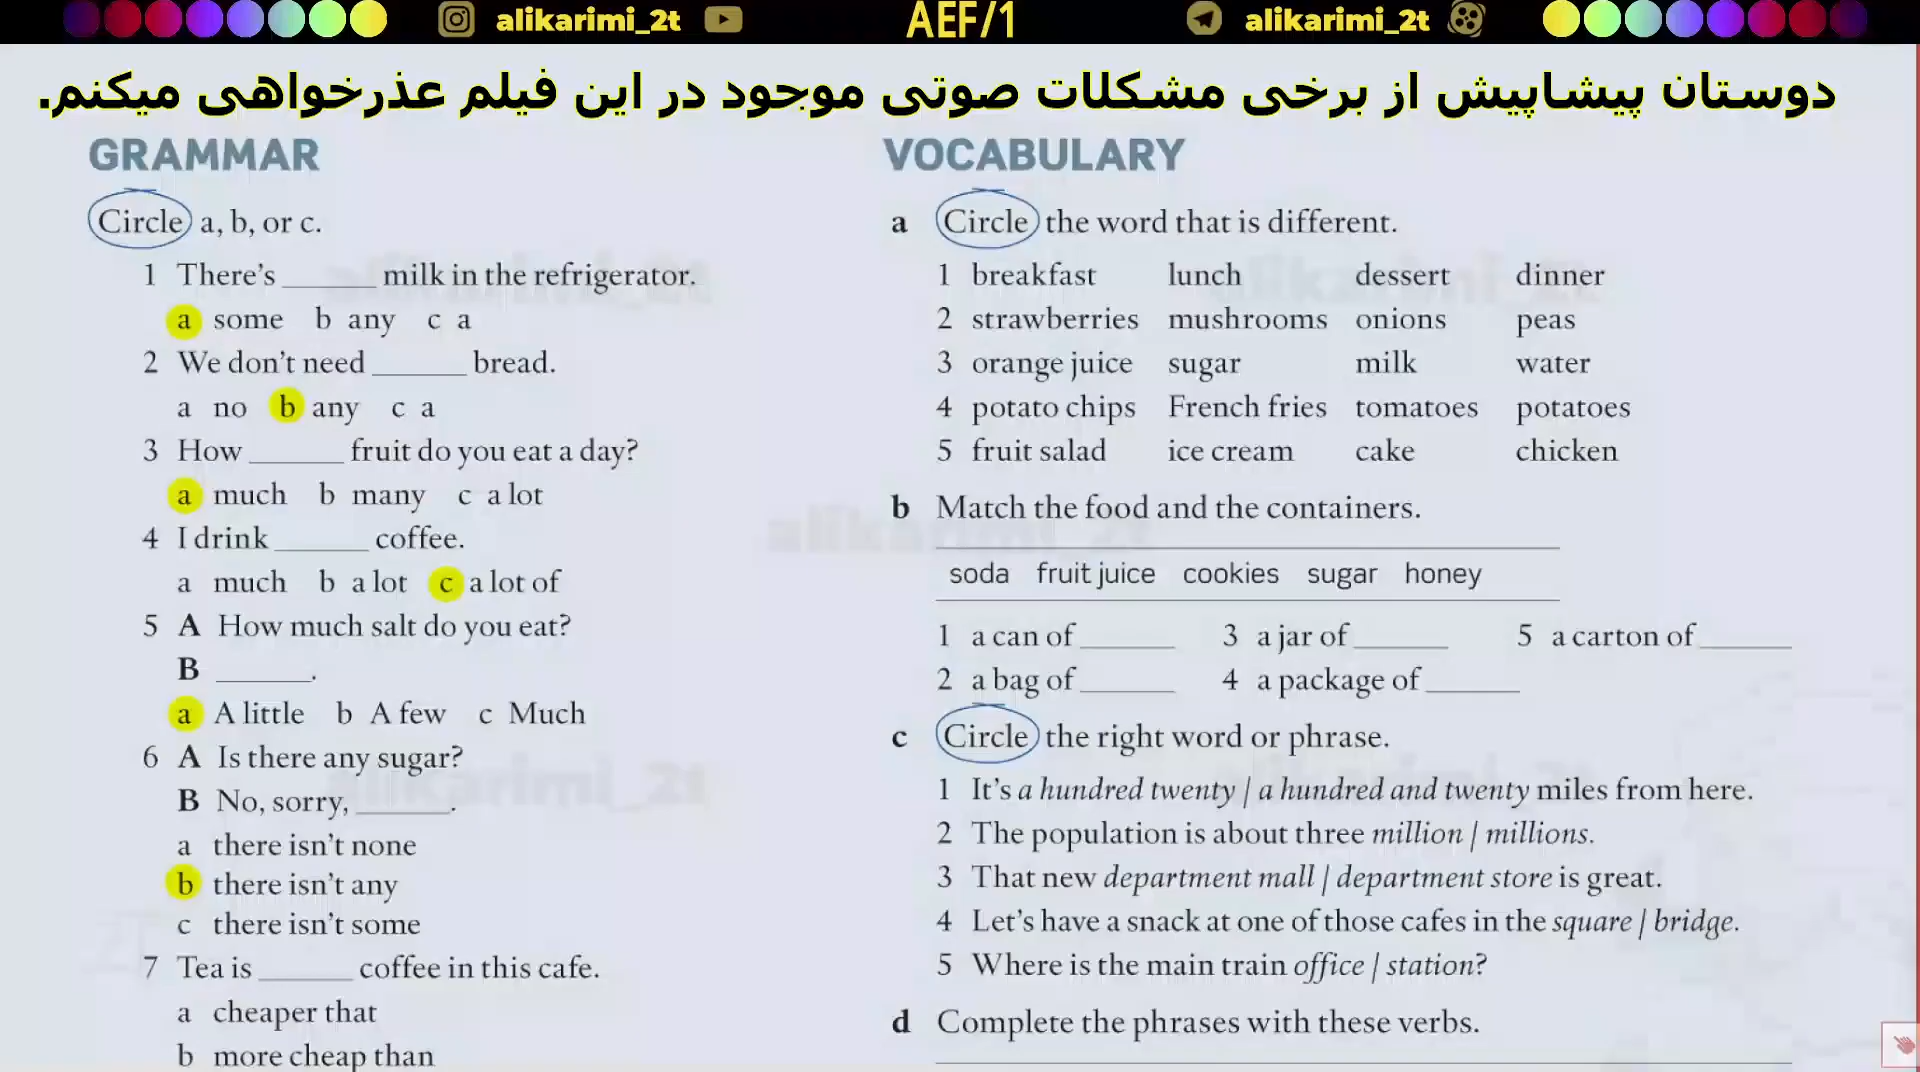 alikarimi_2t
AEF/1
alikarimi_2t
دوستان پیشاپیش از برخی مشکلات صوتی موجود در این فیلم عذرخواهی میکنم.
GRAMMAR
Circle a, b, or c.
1 There's ______ milk in the refrigerator.
a some b any c a
2 We don't need ______ bread.
a no b any c a
3 How ______ fruit do you eat a day?
a much b many c a lot
4 I drink ______ coffee.
a much b a lot c a lot of
5 A How much salt do you eat?
B ______.
a A little b A few c Much
6 A Is there any sugar?
B No, sorry, ______.
a there isn't none
b there isn't any
c there isn't some
7 Tea is ______ coffee in this cafe.
a cheaper that
b more cheap than
VOCABULARY
a Circle the word that is different.
1 breakfast lunch dessert dinner
2 strawberries mushrooms onions peas
3 orange juice sugar milk water
4 potato chips French fries tomatoes potatoes
5 fruit salad ice cream cake chicken
b Match the food and the containers.
soda fruit juice cookies sugar honey
1 a can of ______ 3 a jar of ______ 5 a carton of ______
2 a bag of ______ 4 a package of ______
c Circle the right word or phrase.
1 It's a hundred twenty / a hundred and twenty miles from here.
2 The population is about three million / millions.
3 That new department mall / department store is great.
4 Let's have a snack at one of those cafes in the square / bridge.
5 Where is the main train office / station?
d Complete the phrases with these verbs.
alikarimi_2t
alikarimi_2t
alikarimi_2t
alikarimi_2t
alikarimi_2t